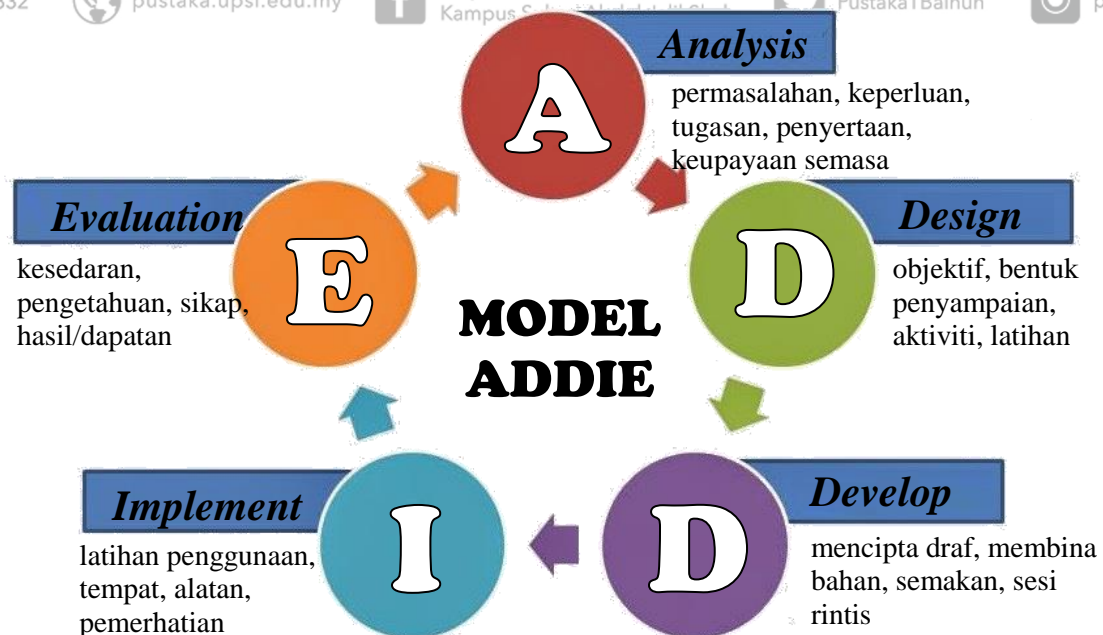 pustaka.upsi.edu.my
Kampus
PustakaTBainun
A
Analysis
permasalahan, keperluan,
tugasan, penyertaan,
keupayaan semasa
D
Design
objektif, bentuk
penyampaian,
aktiviti, latihan
D
Develop
mencipta draf, membina
bahan, semakan, sesi
rintis
I
Implement
latihan penggunaan,
tempat, alatan,
pemerhatian
E
Evaluation
kesedaran,
pengetahuan, sikap,
hasil/dapatan
MODEL
ADDIE